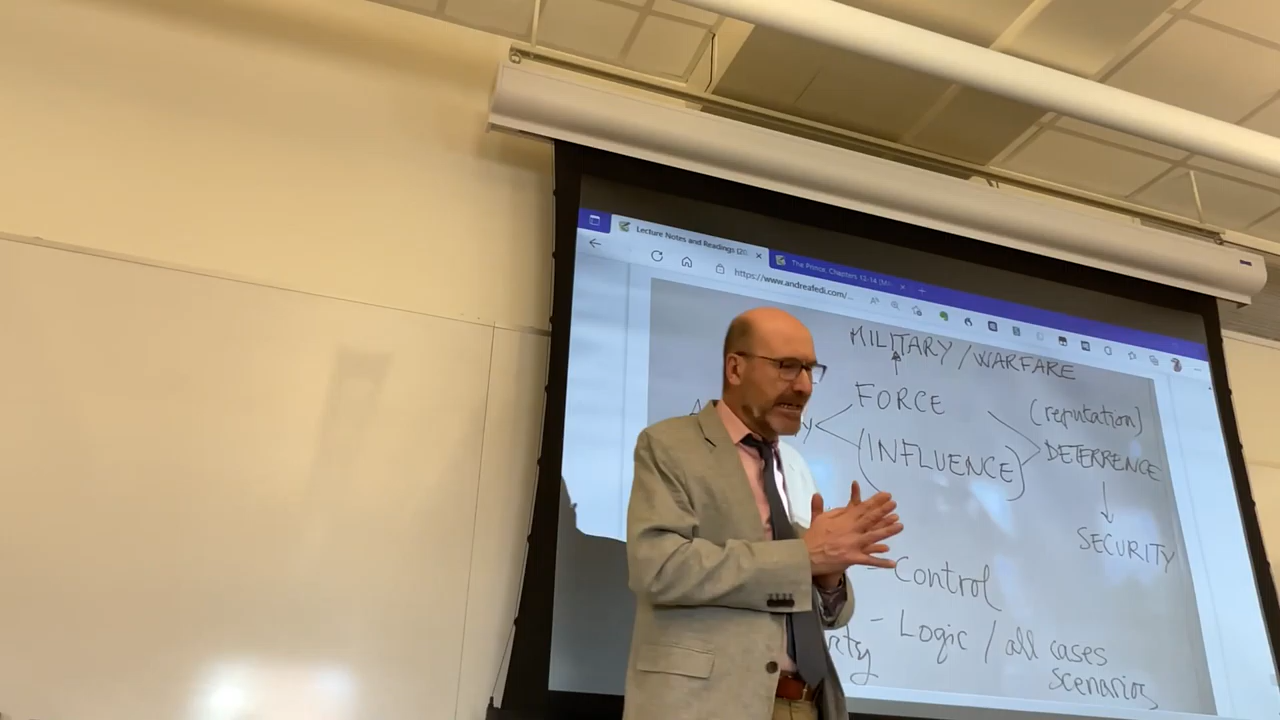 Lecture Notes and Readings (20
The Prince, Chapters 12-14
https://www.andreafedi.com/...
MILITARY / WARFARE
FORCE
(reputation)
(INFLUENCE)
DETERRENCE
SECURITY
- Control
- Logic / all cases
scenarios